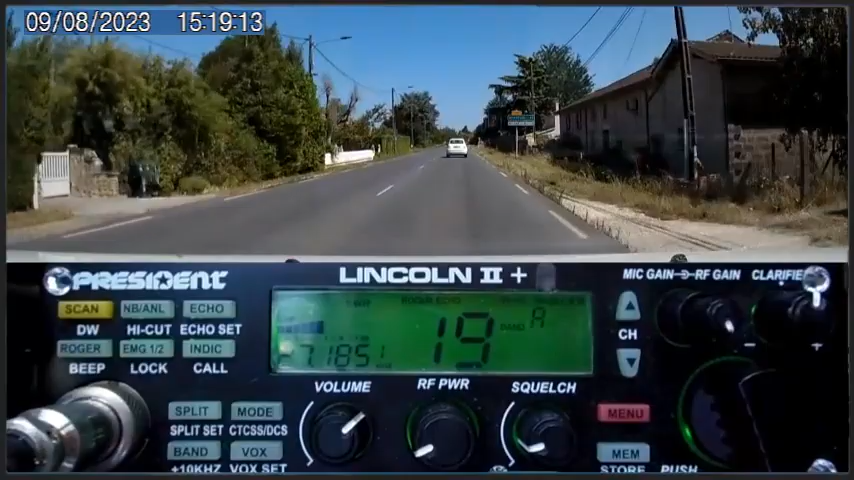 09/08/2023 15:19:13
PRESIDENT LINCOLN II + MIC GAIN RF GAIN CLARIFIER
SCAN NB/ANL ECHO
DW HI-CUT ECHO SET
ROGER EMG 1/2 INDIC
BEEP LOCK CALL
19 BAND A
27.185
CH
VOLUME RF PWR SQUELCH
SPLIT MODE
SPLIT SET CTCSS/DCS
MENU
BAND VOX
MEM
+10KHZ VOX SET
STORE PUSH